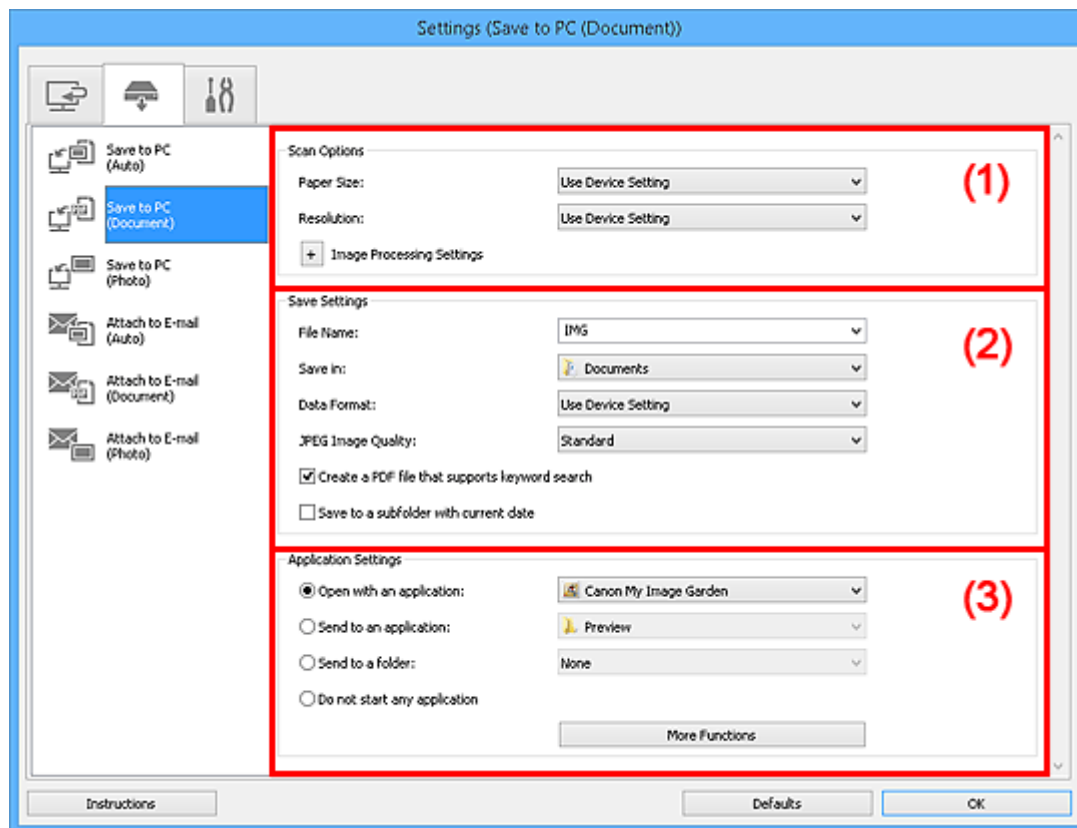 Settings (Save to PC (Document))
Save to PC
(Auto)
Save to PC
(Document)
Save to PC
(Photo)
Attach to E-mail
(Auto)
Attach to E-mail
(Document)
Attach to E-mail
(Photo)
Scan Options
(1)
Paper Size: Use Device Setting
Resolution: Use Device Setting
+ Image Processing Settings
Save Settings
(2)
File Name: IMG
Save in: Documents
Data Format: Use Device Setting
JPEG Image Quality: Standard
Create a PDF file that supports keyword search
Save to a subfolder with current date
Application Settings
(3)
Open with an application: Canon My Image Garden
Send to an application: Preview
Send to a folder: None
Do not start any application
More Functions
Instructions Defaults OK